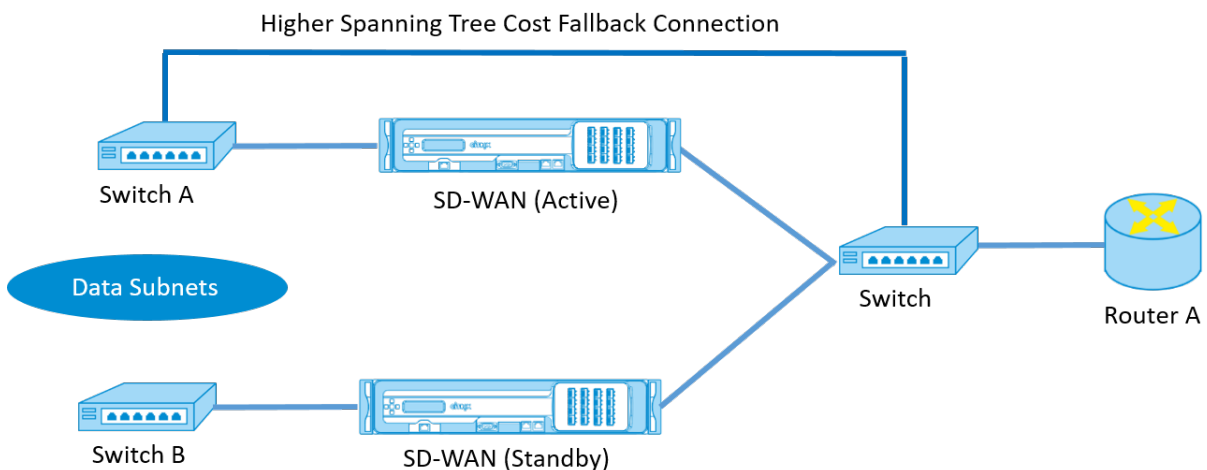 Higher Spanning Tree Cost Fallback Connection
Switch A
SD-WAN (Active)
Data Subnets
Switch
Router A
Switch B
SD-WAN (Standby)